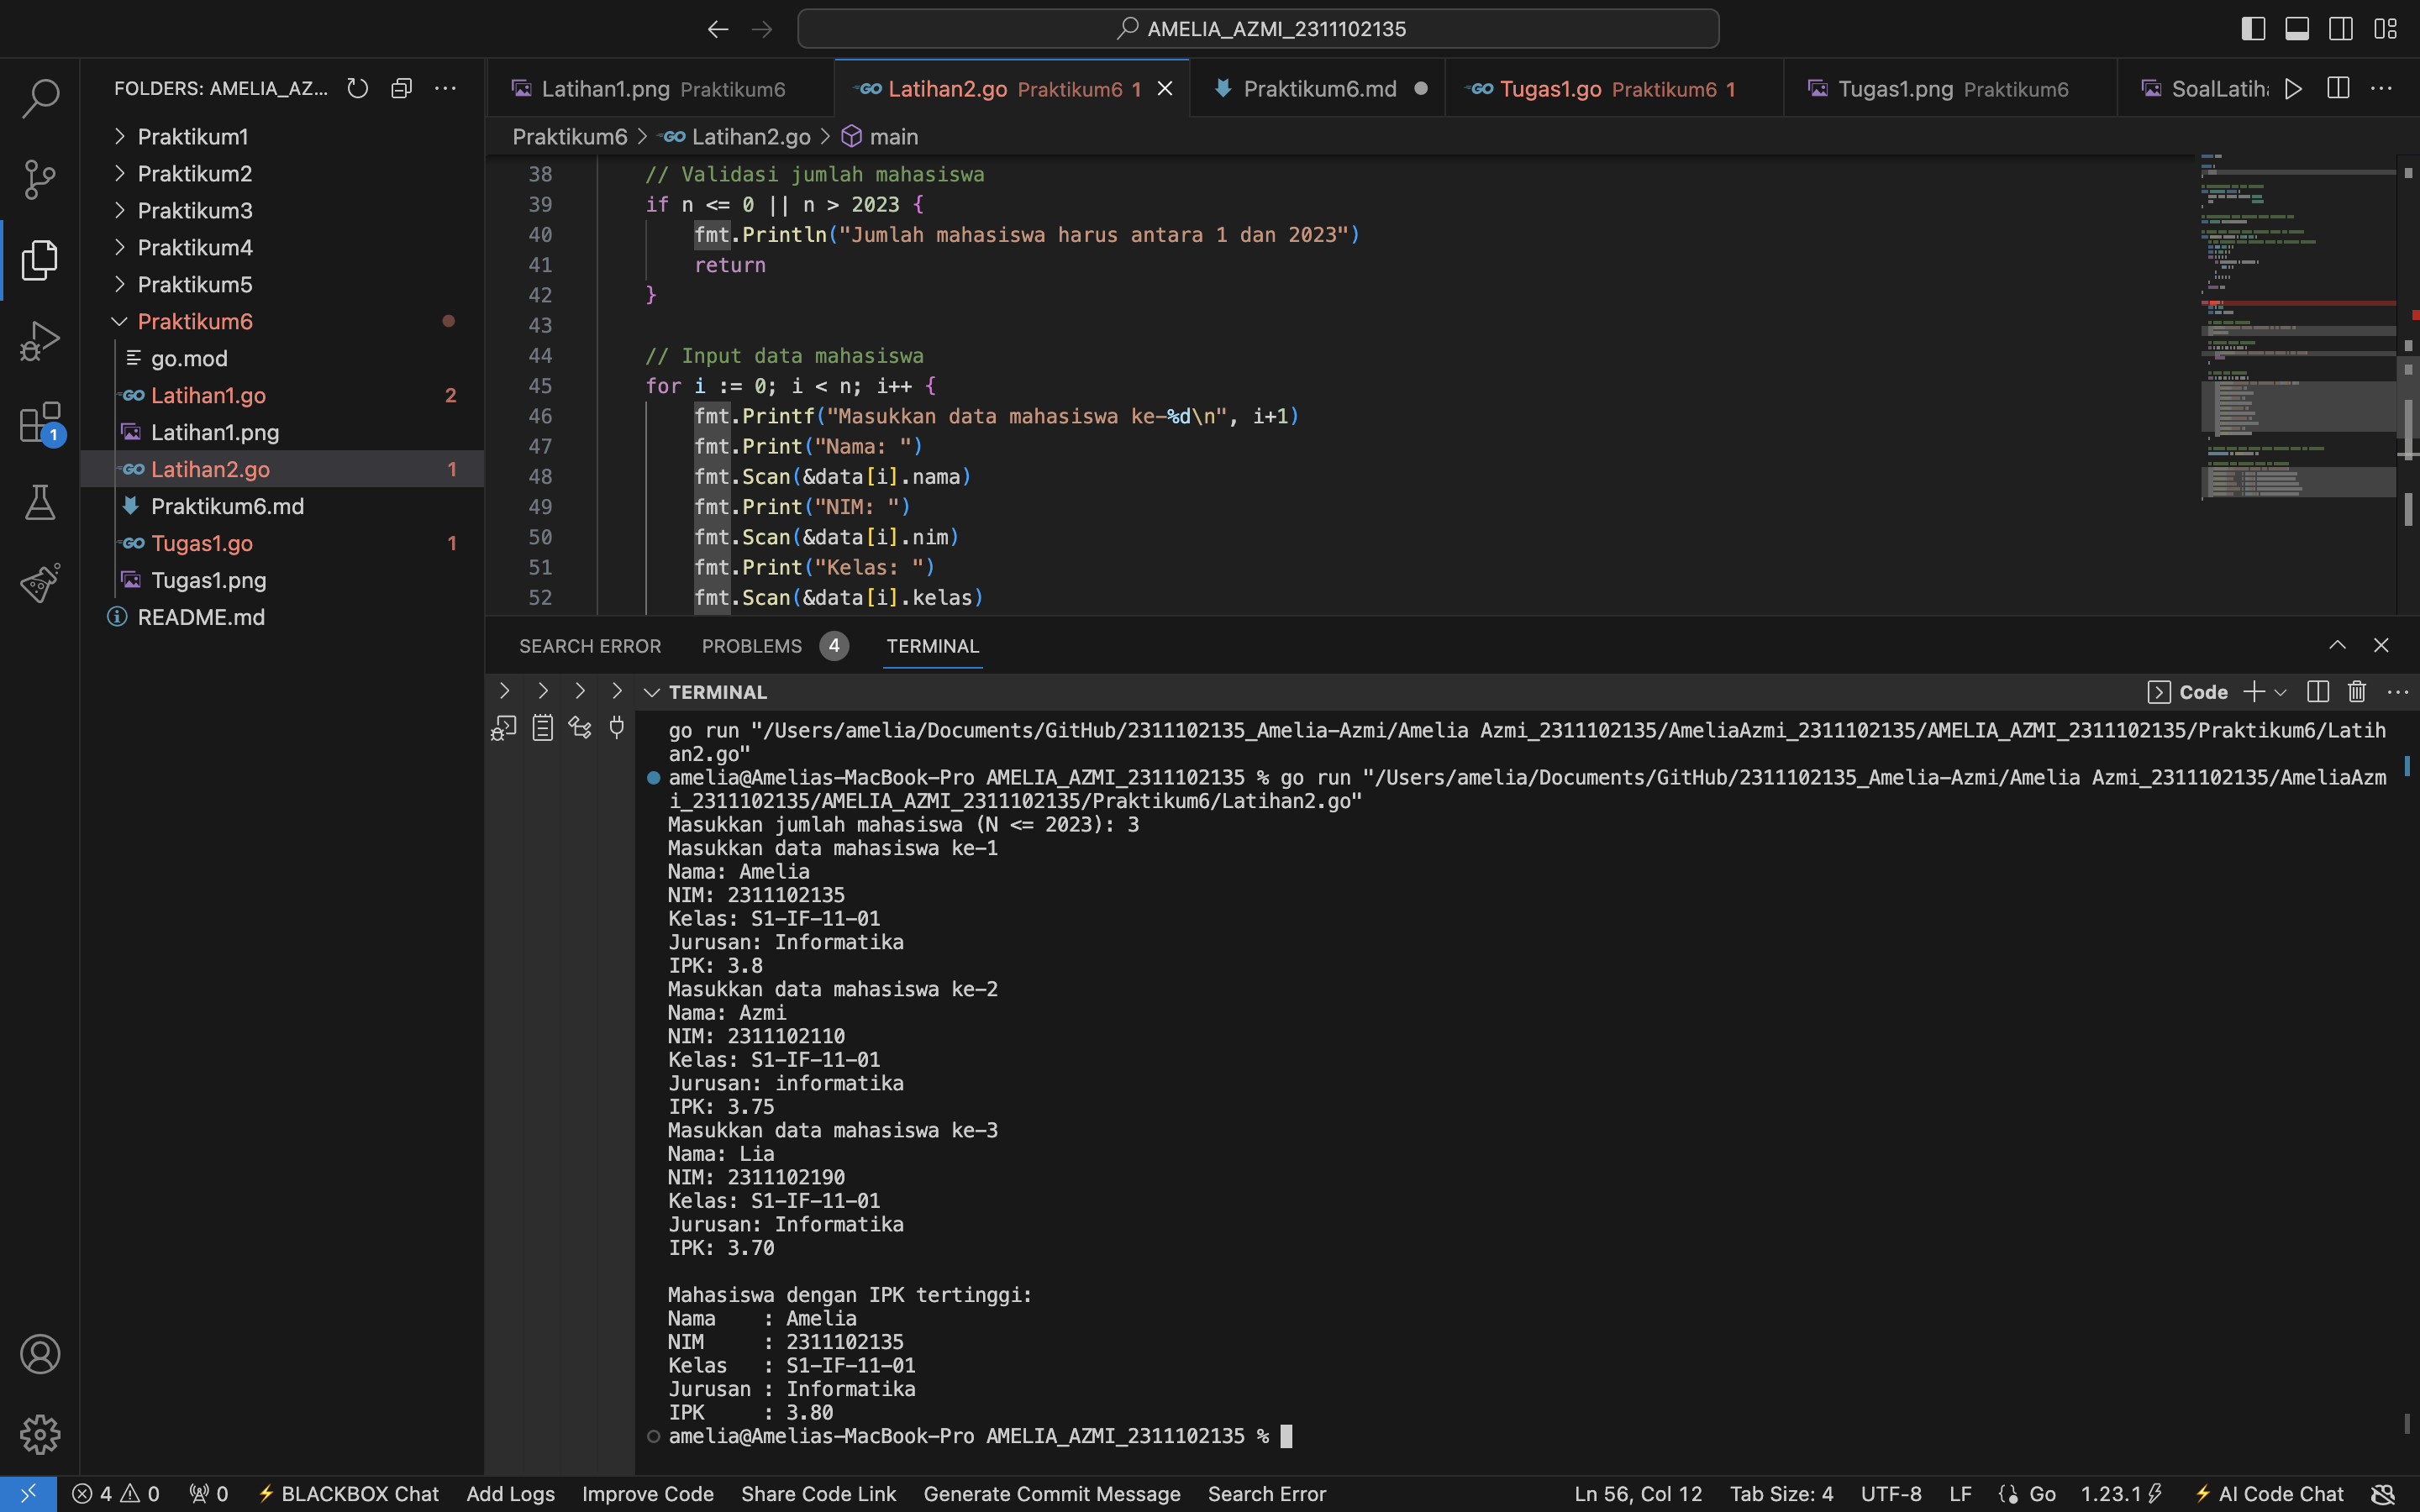 AMELIA_AZMI_2311102135
FOLDERS: AMELIA_AZ...
Praktikum1
Praktikum2
Praktikum3
Praktikum4
Praktikum5
Praktikum6
go.mod
Latihan1.go 2
Latihan1.png
Latihan2.go 1
Praktikum6.md
Tugas1.go 1
Tugas1.png
README.md
1
Latihan1.png Praktikum6 Latihan2.go Praktikum6 1 Praktikum6.md Tugas1.go Praktikum6 1 Tugas1.png Praktikum6 SoalLatih
Praktikum6 > Latihan2.go > main
38 // Validasi jumlah mahasiswa
39 if n <= 0 || n > 2023 {
40 fmt.Println("Jumlah mahasiswa harus antara 1 dan 2023")
41 return
42 }
43
44 // Input data mahasiswa
45 for i := 0; i < n; i++ {
46 fmt.Printf("Masukkan data mahasiswa ke-%d\n", i+1)
47 fmt.Print("Nama: ")
48 fmt.Scan(&data[i].nama)
49 fmt.Print("NIM: ")
50 fmt.Scan(&data[i].nim)
51 fmt.Print("Kelas: ")
52 fmt.Scan(&data[i].kelas)
SEARCH ERROR PROBLEMS 4 TERMINAL
TERMINAL Code
go run "/Users/amelia/Documents/GitHub/2311102135_Amelia-Azmi/Amelia Azmi_2311102135/AmeliaAzmi_2311102135/AMELIA_AZMI_2311102135/Praktikum6/Latih
an2.go"
amelia@Amelias-MacBook-Pro AMELIA_AZMI_2311102135 % go run "/Users/amelia/Documents/GitHub/2311102135_Amelia-Azmi/Amelia Azmi_2311102135/AmeliaAzm
i_2311102135/AMELIA_AZMI_2311102135/Praktikum6/Latihan2.go"
Masukkan jumlah mahasiswa (N <= 2023): 3
Masukkan data mahasiswa ke-1
Nama: Amelia
NIM: 2311102135
Kelas: S1-IF-11-01
Jurusan: Informatika
IPK: 3.8
Masukkan data mahasiswa ke-2
Nama: Azmi
NIM: 2311102110
Kelas: S1-IF-11-01
Jurusan: informatika
IPK: 3.75
Masukkan data mahasiswa ke-3
Nama: Lia
NIM: 2311102190
Kelas: S1-IF-11-01
Jurusan: Informatika
IPK: 3.70

Mahasiswa dengan IPK tertinggi:
Nama    : Amelia
NIM     : 2311102135
Kelas   : S1-IF-11-01
Jurusan : Informatika
IPK     : 3.80
amelia@Amelias-MacBook-Pro AMELIA_AZMI_2311102135 %
4 0 0 BLACKBOX Chat Add Logs Improve Code Share Code Link Generate Commit Message Search Error Ln 56, Col 12 Tab Size: 4 UTF-8 LF Go 1.23.1 AI Code Chat